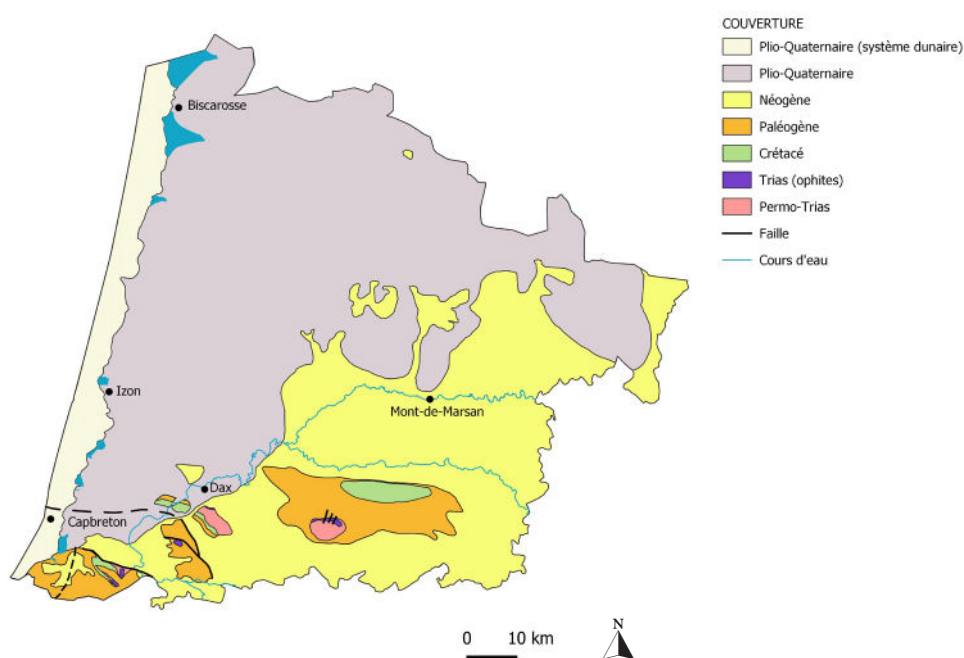 COUVERTURE
Plio-Quaternaire (système dunaire)
Plio-Quaternaire
Néogène
Paléogène
Crétacé
Trias (ophites)
Permo-Trias
Faille
Cours d'eau
Biscarosse
Izon
Mont-de-Marsan
Dax
Capbreton
0 10 km
N